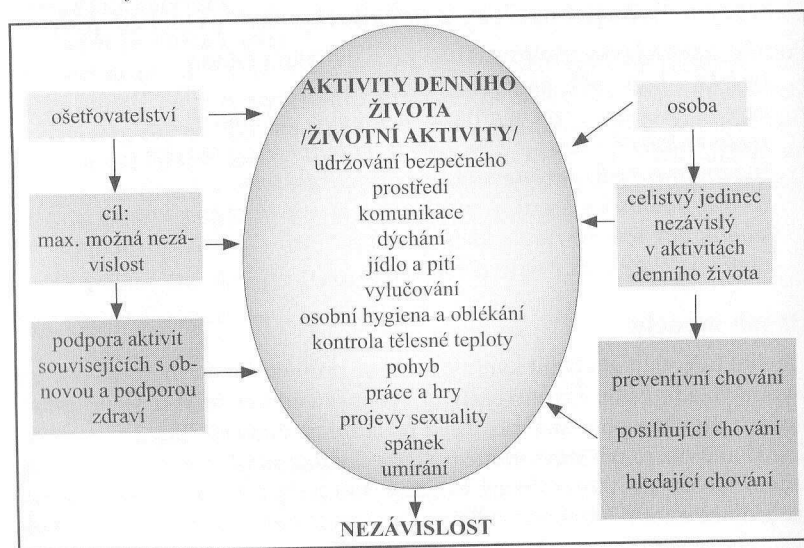 ošetřovatelství
cíl:
max. možná nezá-
vislost
podpora aktivit
souvisejících s ob-
novou a podporou
zdraví
AKTIVITY DENNÍHO
ŽIVOTA
/ŽIVOTNÍ AKTIVITY/
udržování bezpečného
prostředí
komunikace
dýchání
jídlo a pití
vylučování
osobní hygiena a oblékání
kontrola tělesné teploty
pohyb
práce a hry
projevy sexuality
spánek
umírání
NEZÁVISLOST
osoba
celistvý jedinec
nezávislý
v aktivitách
denního života
preventivní chování
posilňující chování
hledající chování